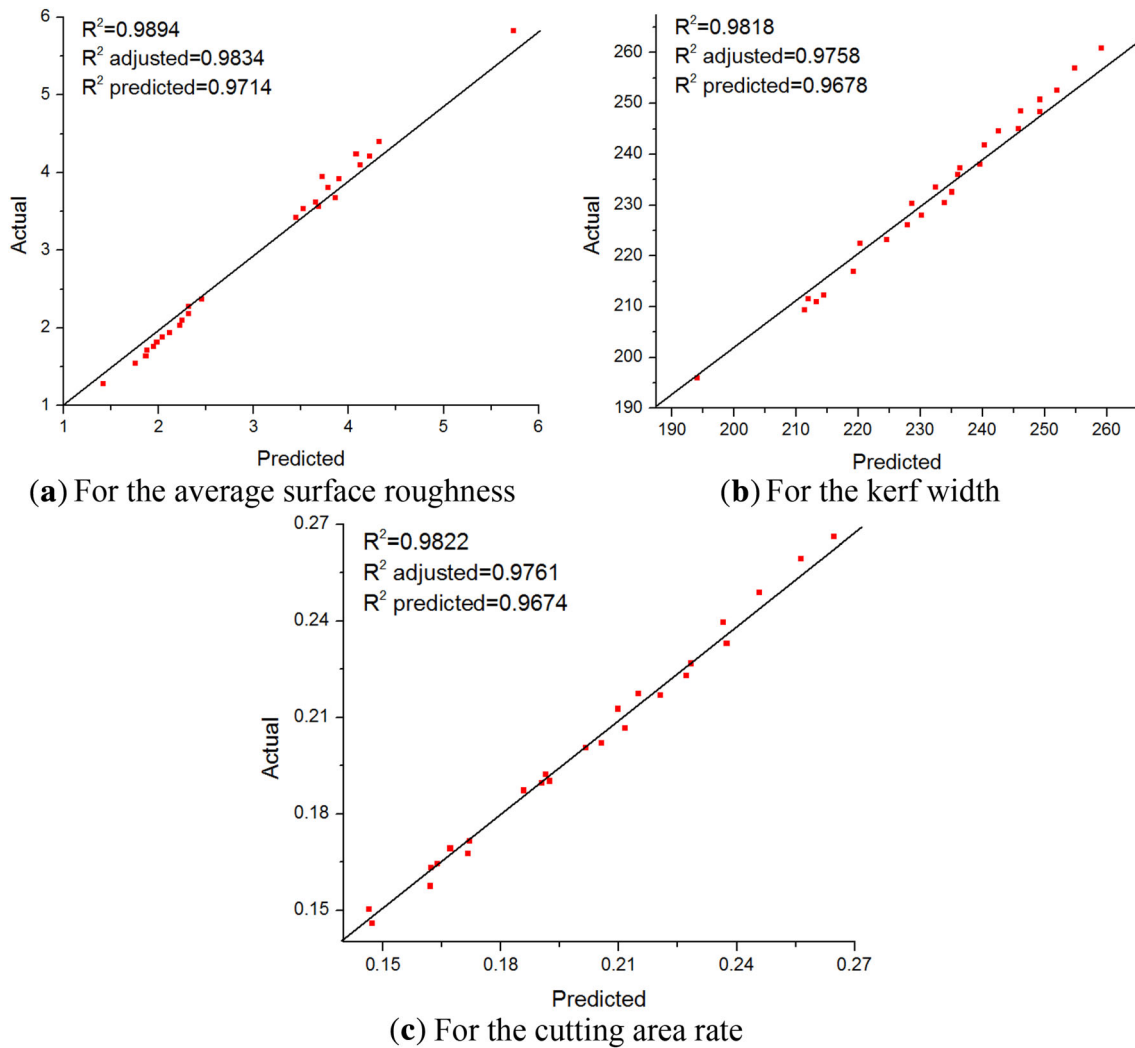 R²=0.9894
R² adjusted=0.9834
R² predicted=0.9714
6
5
4
3
2
1
Actual
1 2 3 4 5 6
Predicted
(a) For the average surface roughness
R²=0.9818
R² adjusted=0.9758
R² predicted=0.9678
260
250
240
230
220
210
200
190
Actual
190 200 210 220 230 240 250 260
Predicted
(b) For the kerf width
R²=0.9822
R² adjusted=0.9761
R² predicted=0.9674
0.27
0.24
0.21
0.18
0.15
Actual
0.15 0.18 0.21 0.24 0.27
Predicted
(c) For the cutting area rate